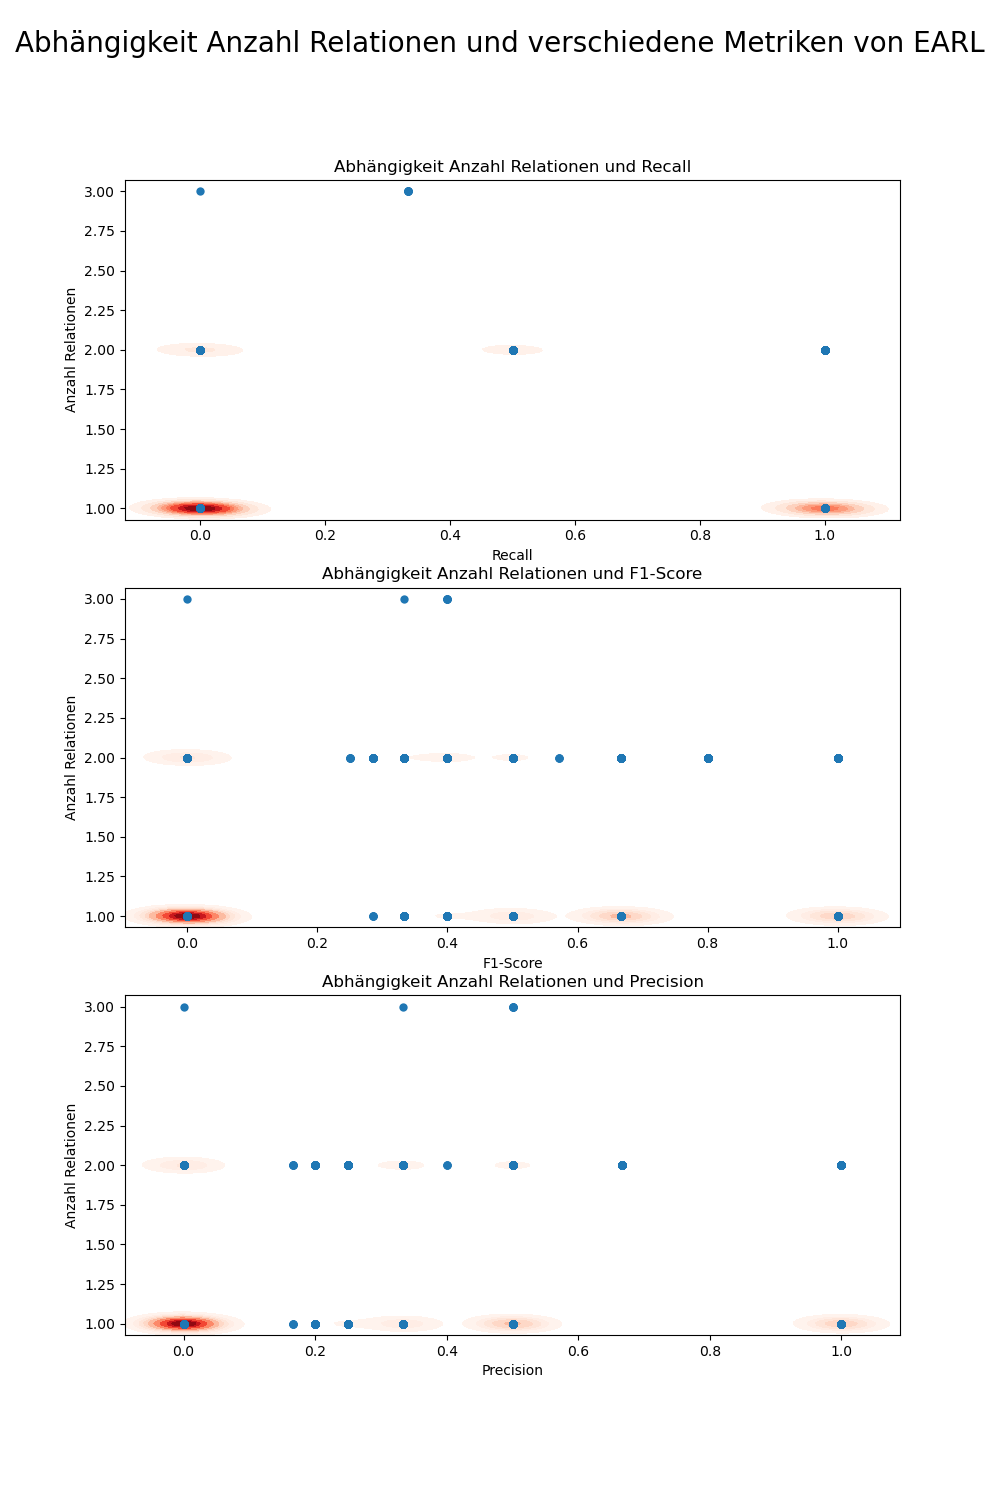 Abhängigkeit Anzahl Relationen und verschiedene Metriken von EARL
Abhängigkeit Anzahl Relationen und Recall
3.00
2.75
2.50
2.25
2.00
1.75
1.50
1.25
1.00
Anzahl Relationen
0.0 0.2 0.4 0.6 0.8 1.0
Recall
Abhängigkeit Anzahl Relationen und F1-Score
3.00
2.75
2.50
2.25
2.00
1.75
1.50
1.25
1.00
Anzahl Relationen
0.0 0.2 0.4 0.6 0.8 1.0
F1-Score
Abhängigkeit Anzahl Relationen und Precision
3.00
2.75
2.50
2.25
2.00
1.75
1.50
1.25
1.00
Anzahl Relationen
0.0 0.2 0.4 0.6 0.8 1.0
Precision